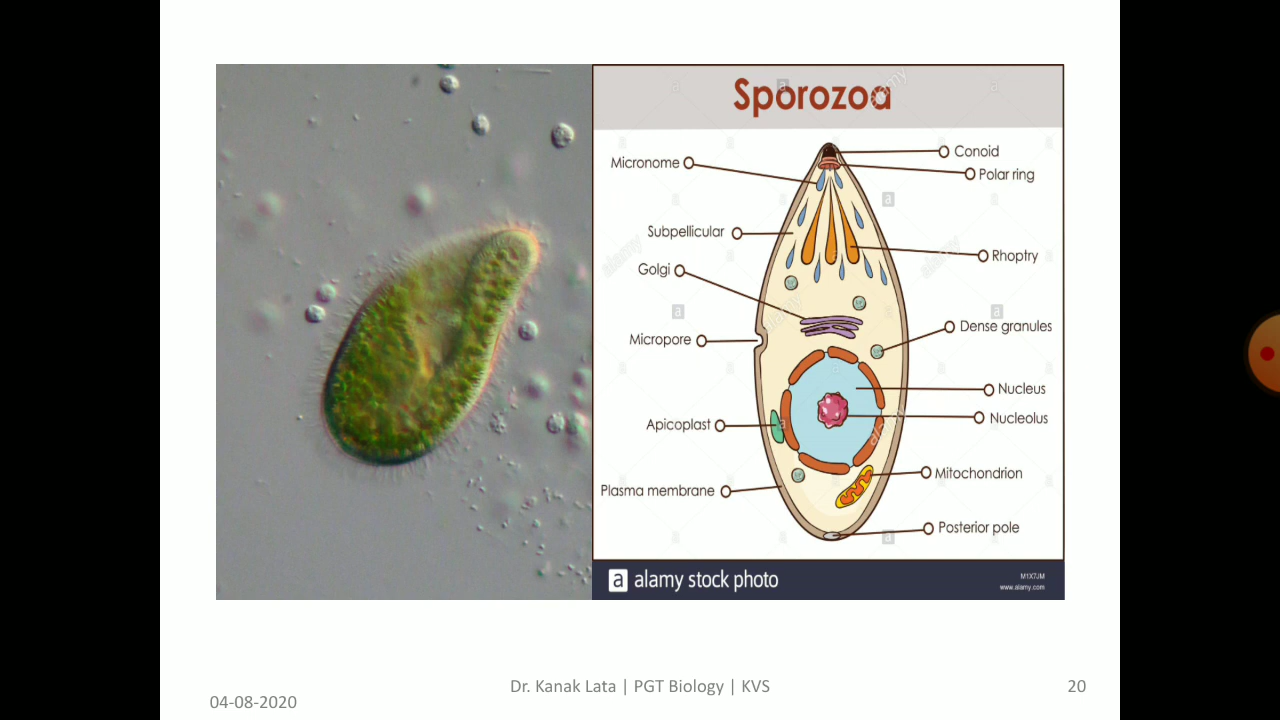 Sporozoa
Conoid
Micronome
Polar ring
Subpellicular
Rhoptry
Golgi
Dense granules
Micropore
Nucleus
Nucleolus
Apicoplast
Mitochondrion
Plasma membrane
Posterior pole
a alamy stock photo
M1X7JM
www.alamy.com
Dr. Kanak Lata | PGT Biology | KVS
20
04-08-2020